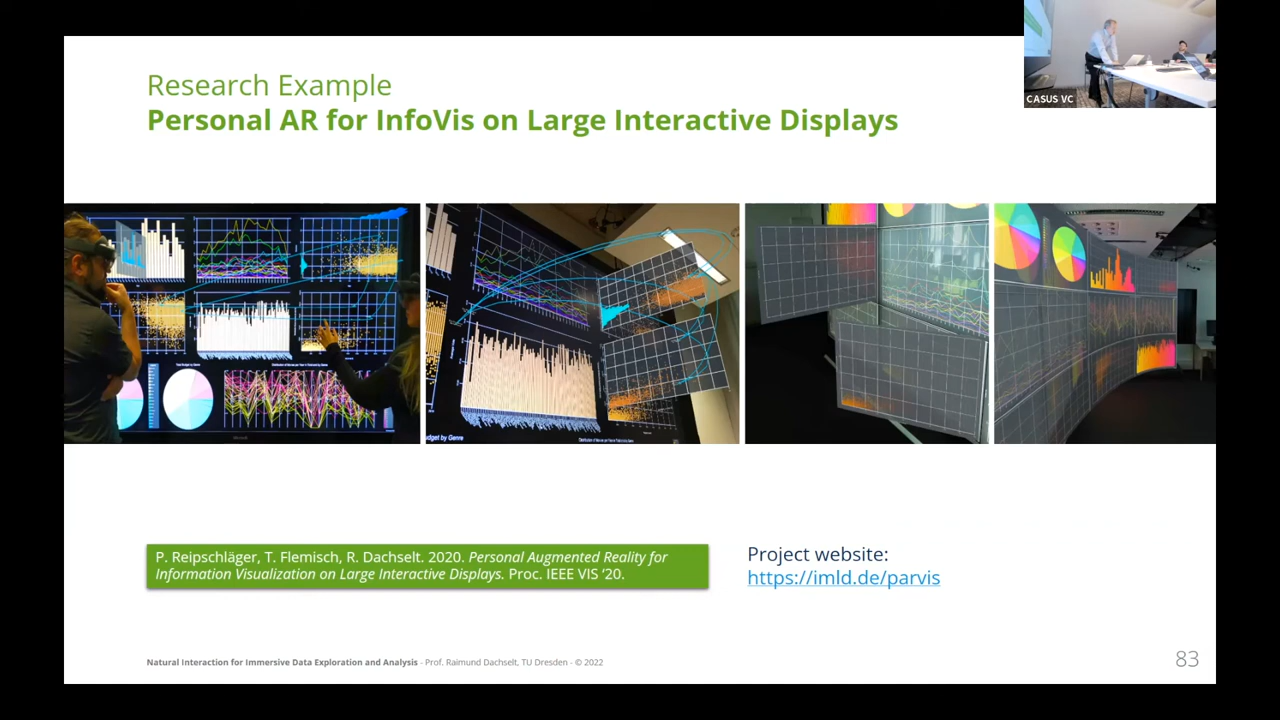 Research Example
Personal AR for InfoVis on Large Interactive Displays
CASUS VC
P. Reipschläger, T. Flemisch, R. Dachselt. 2020. Personal Augmented Reality for
Information Visualization on Large Interactive Displays. Proc. IEEE VIS ‘20.
Project website:
https://imld.de/parvis
Natural Interaction for Immersive Data Exploration and Analysis - Prof. Raimund Dachselt, TU Dresden - © 2022
83